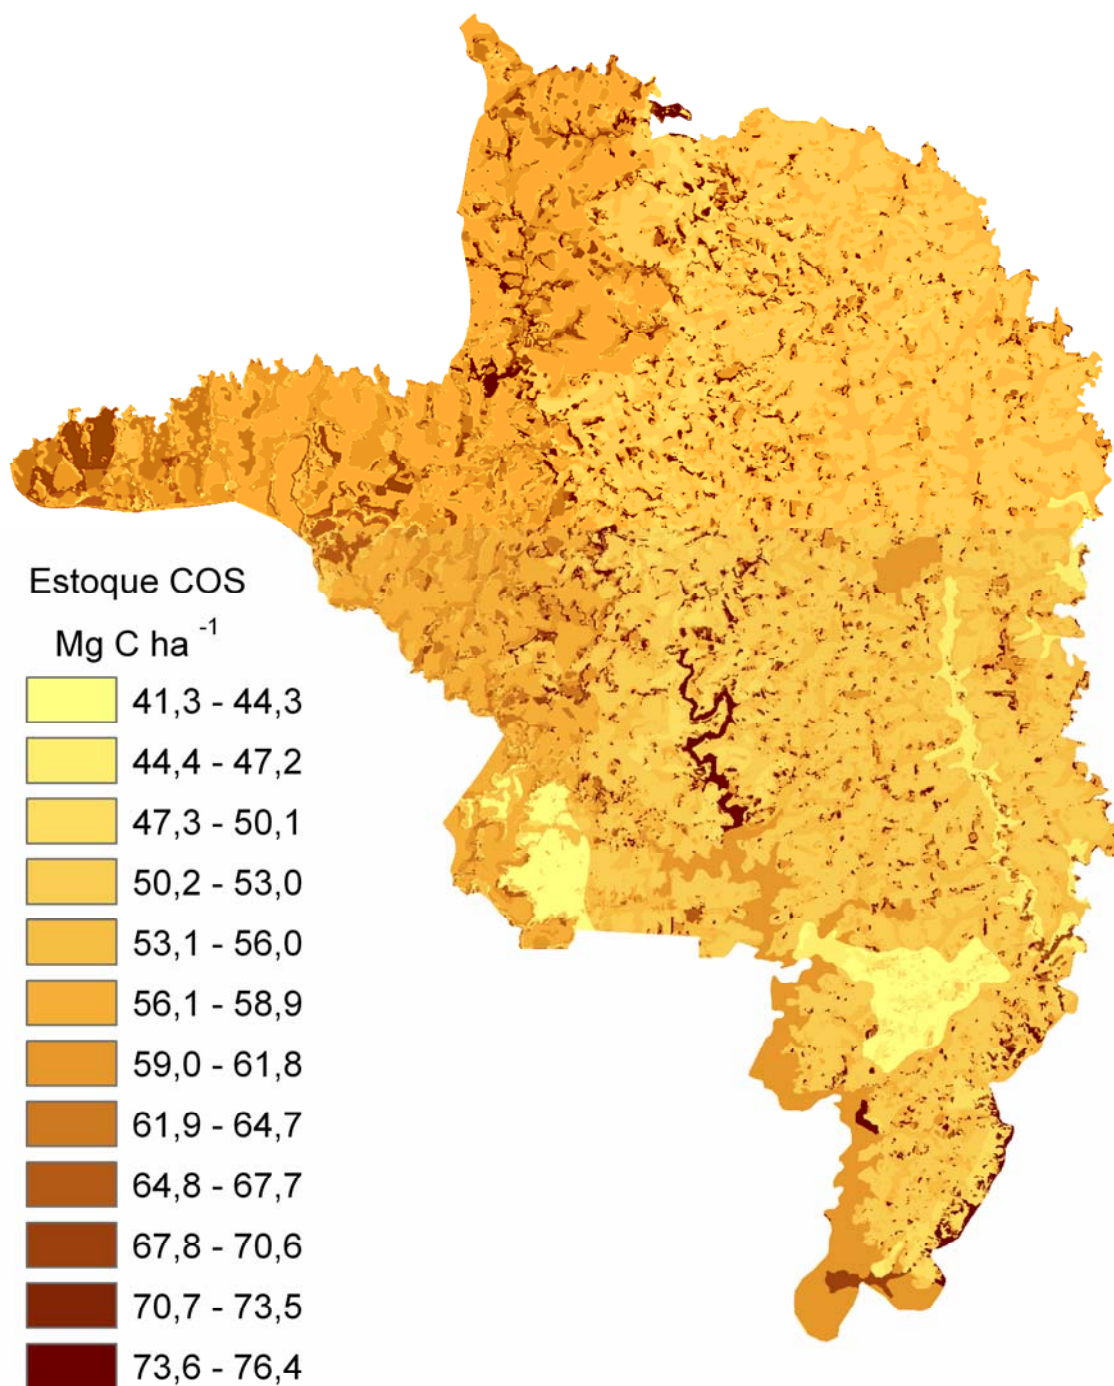 Estoque COS
Mg C ha -1
41,3 - 44,3
44,4 - 47,2
47,3 - 50,1
50,2 - 53,0
53,1 - 56,0
56,1 - 58,9
59,0 - 61,8
61,9 - 64,7
64,8 - 67,7
67,8 - 70,6
70,7 - 73,5
73,6 - 76,4